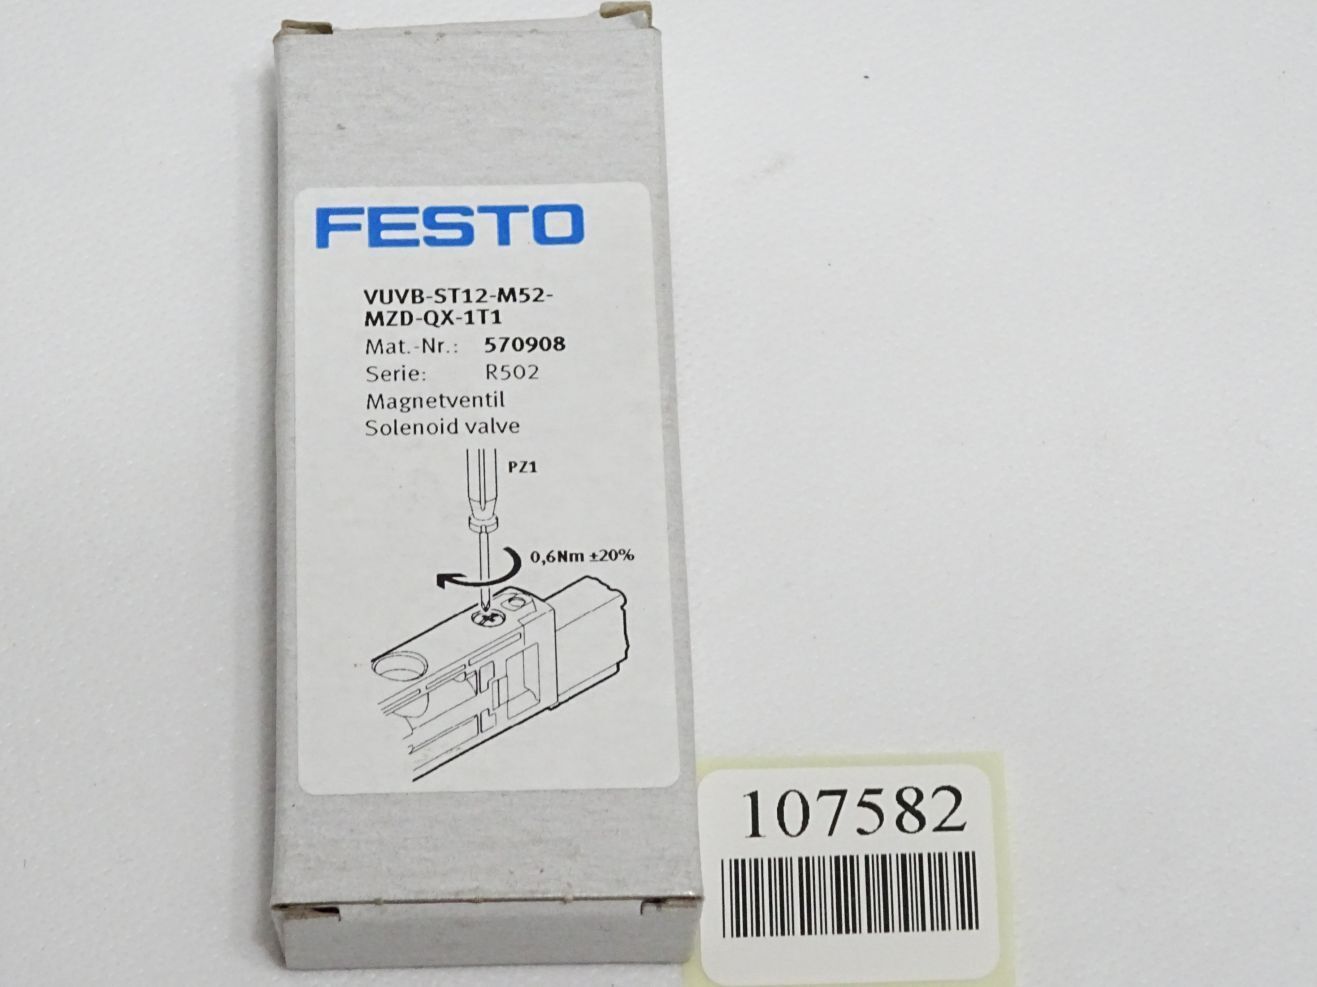 FESTO
VUVB-ST12-M52-
MZD-QX-1T1
Mat.-Nr.: 570908
Serie: R502
Magnetventil
Solenoid valve
PZ1
0,6Nm ±20%
107582